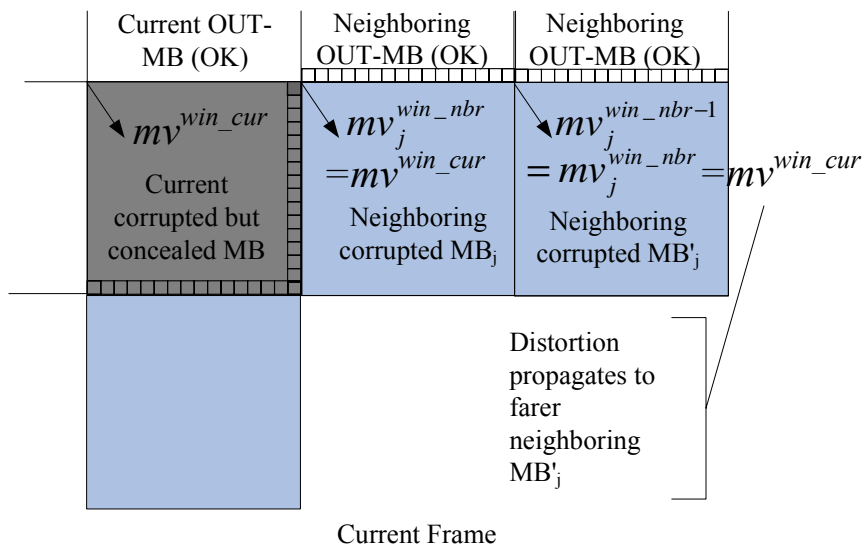 Current OUT-
MB (OK)
Neighboring
OUT-MB (OK)
Neighboring
OUT-MB (OK)
mv^{win_cur}
Current
corrupted but
concealed MB
mv_j^{win_nbr}
=mv^{win_cur}
Neighboring
corrupted MB_j
mv_j^{win_nbr-1}
= mv_j^{win_nbr} =mv^{win_cur}
Neighboring
corrupted MB'_j
Distortion
propagates to
farer
neighboring
MB'_j
Current Frame